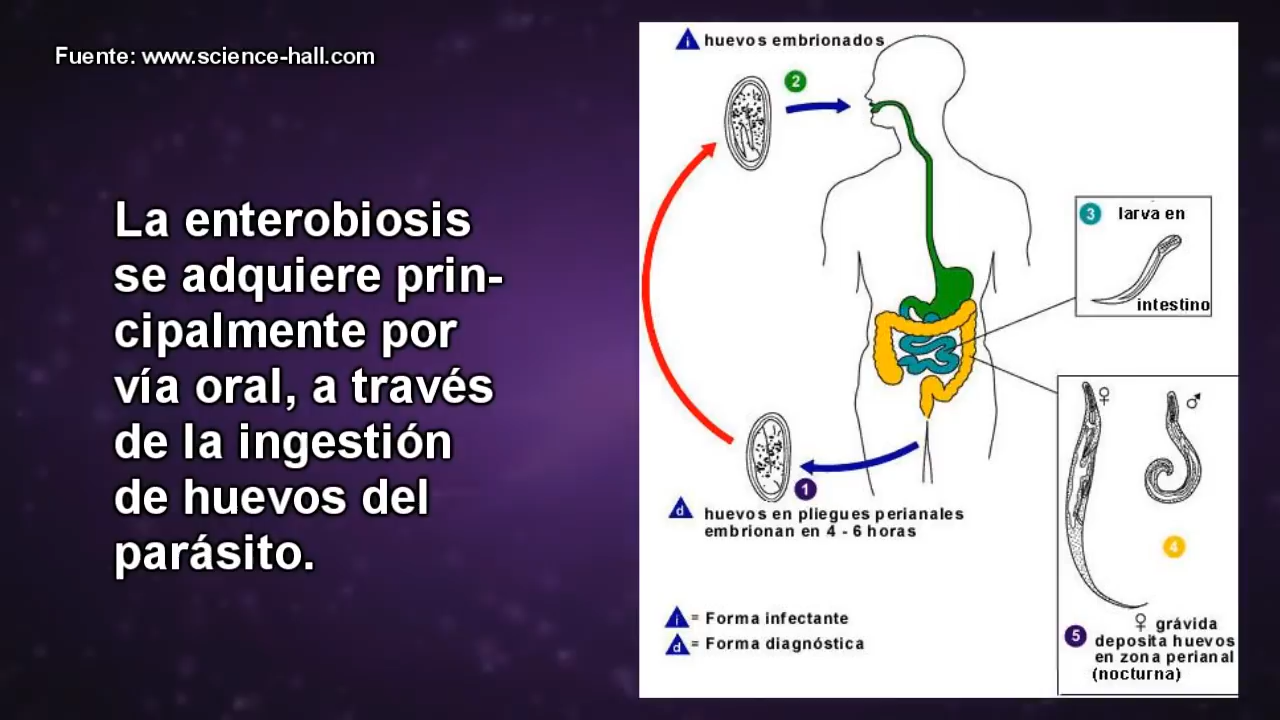 Fuente: www.science-hall.com
La enterobiosis
se adquiere prin-
cipalmente por
vía oral, a través
de la ingestión
de huevos del
parásito.
i huevos embrionados
2
3 larva en
intestino
♀ ♂
1
d huevos en pliegues perianales
embrionan en 4 - 6 horas
4
i = Forma infectante
d = Forma diagnóstica
5 ♀ grávida
deposita huevos
en zona perianal
(nocturna)